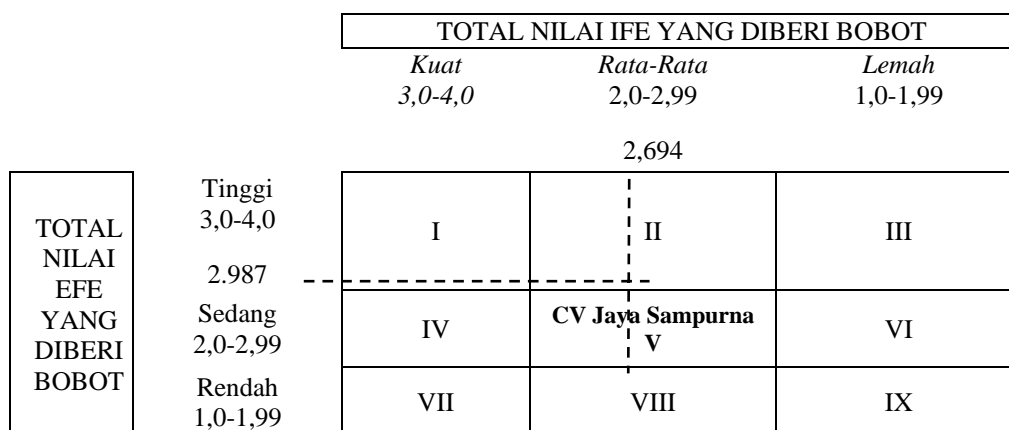 TOTAL NILAI IFE YANG DIBERI BOBOT
Kuat Rata-Rata Lemah
3,0-4,0 2,0-2,99 1,0-1,99
2,694
TOTAL
NILAI
EFE
YANG
DIBERI
BOBOT
Tinggi
3,0-4,0
I II III
2.987
Sedang
2,0-2,99
IV
CV Jaya Sampurna
V
VI
Rendah
1,0-1,99
VII VIII IX